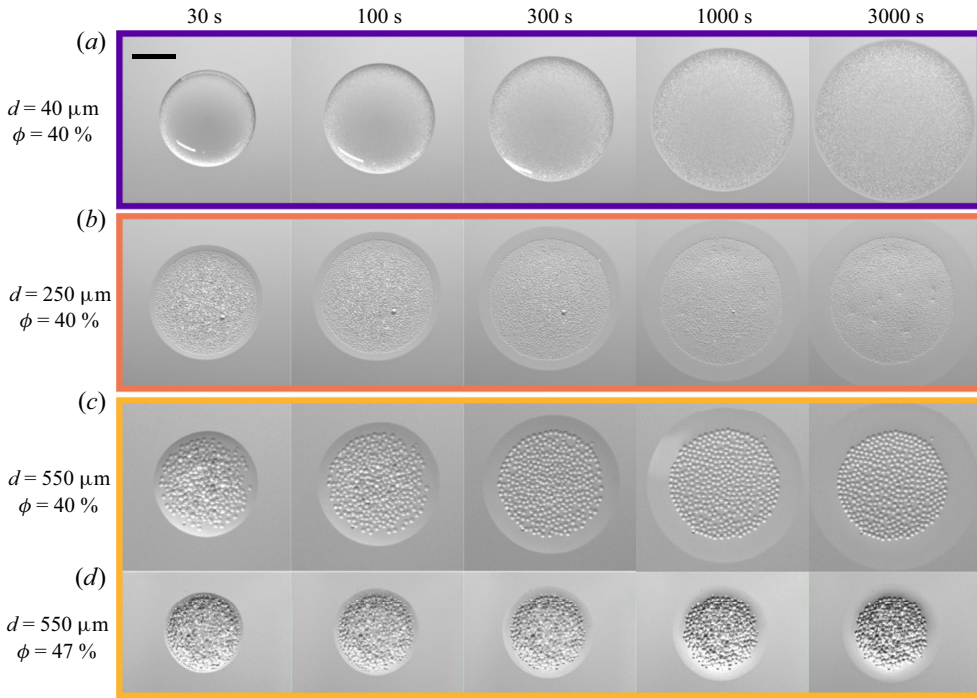 30 s 100 s 300 s 1000 s 3000 s
(a)
d = 40 μm
ϕ = 40 %
(b)
d = 250 μm
ϕ = 40 %
(c)
d = 550 μm
ϕ = 40 %
(d)
d = 550 μm
ϕ = 47 %